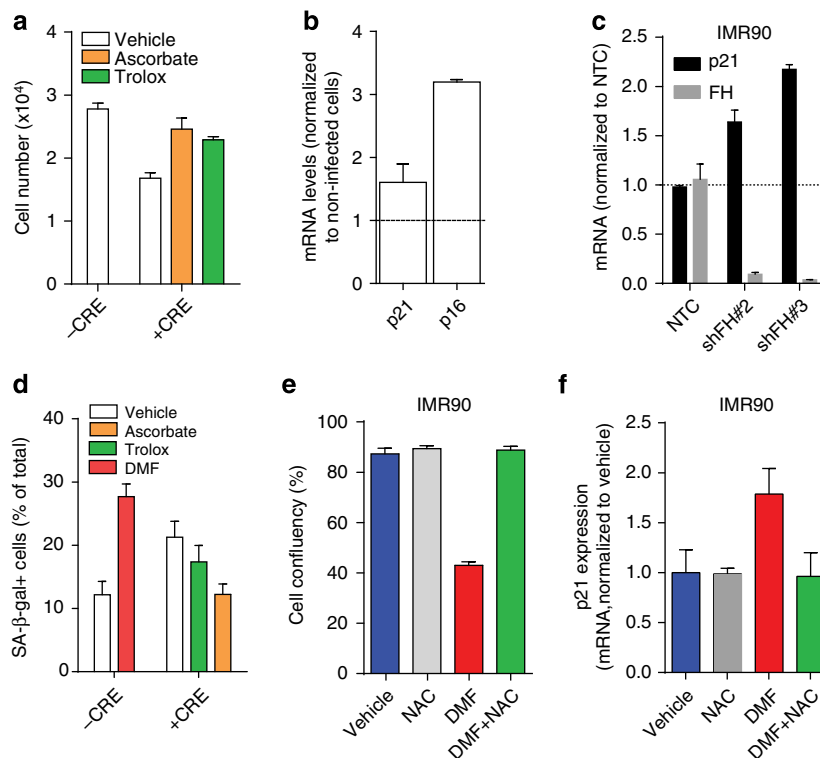 a
Vehicle
Ascorbate
Trolox
Cell number (x10⁴)
4
3
2
1
0
–CRE
+CRE
b
mRNA levels (normalized
to non-infected cells)
4
3
2
1
0
p21
p16
c
IMR90
p21
FH
mRNA (normalized to NTC)
2.5
2.0
1.5
1.0
0.5
0.0
NTC
shFH#2
shFH#3
d
Vehicle
Ascorbate
Trolox
DMF
SA-β-gal+ cells (% of total)
40
30
20
10
0
–CRE
+CRE
e
IMR90
Cell confluency (%)
100
80
60
40
20
0
Vehicle
NAC
DMF
DMF+NAC
f
IMR90
p21 expression
(mRNA,normalized to vehicle)
2.5
2.0
1.5
1.0
0.5
0.0
Vehicle
NAC
DMF
DMF+NAC